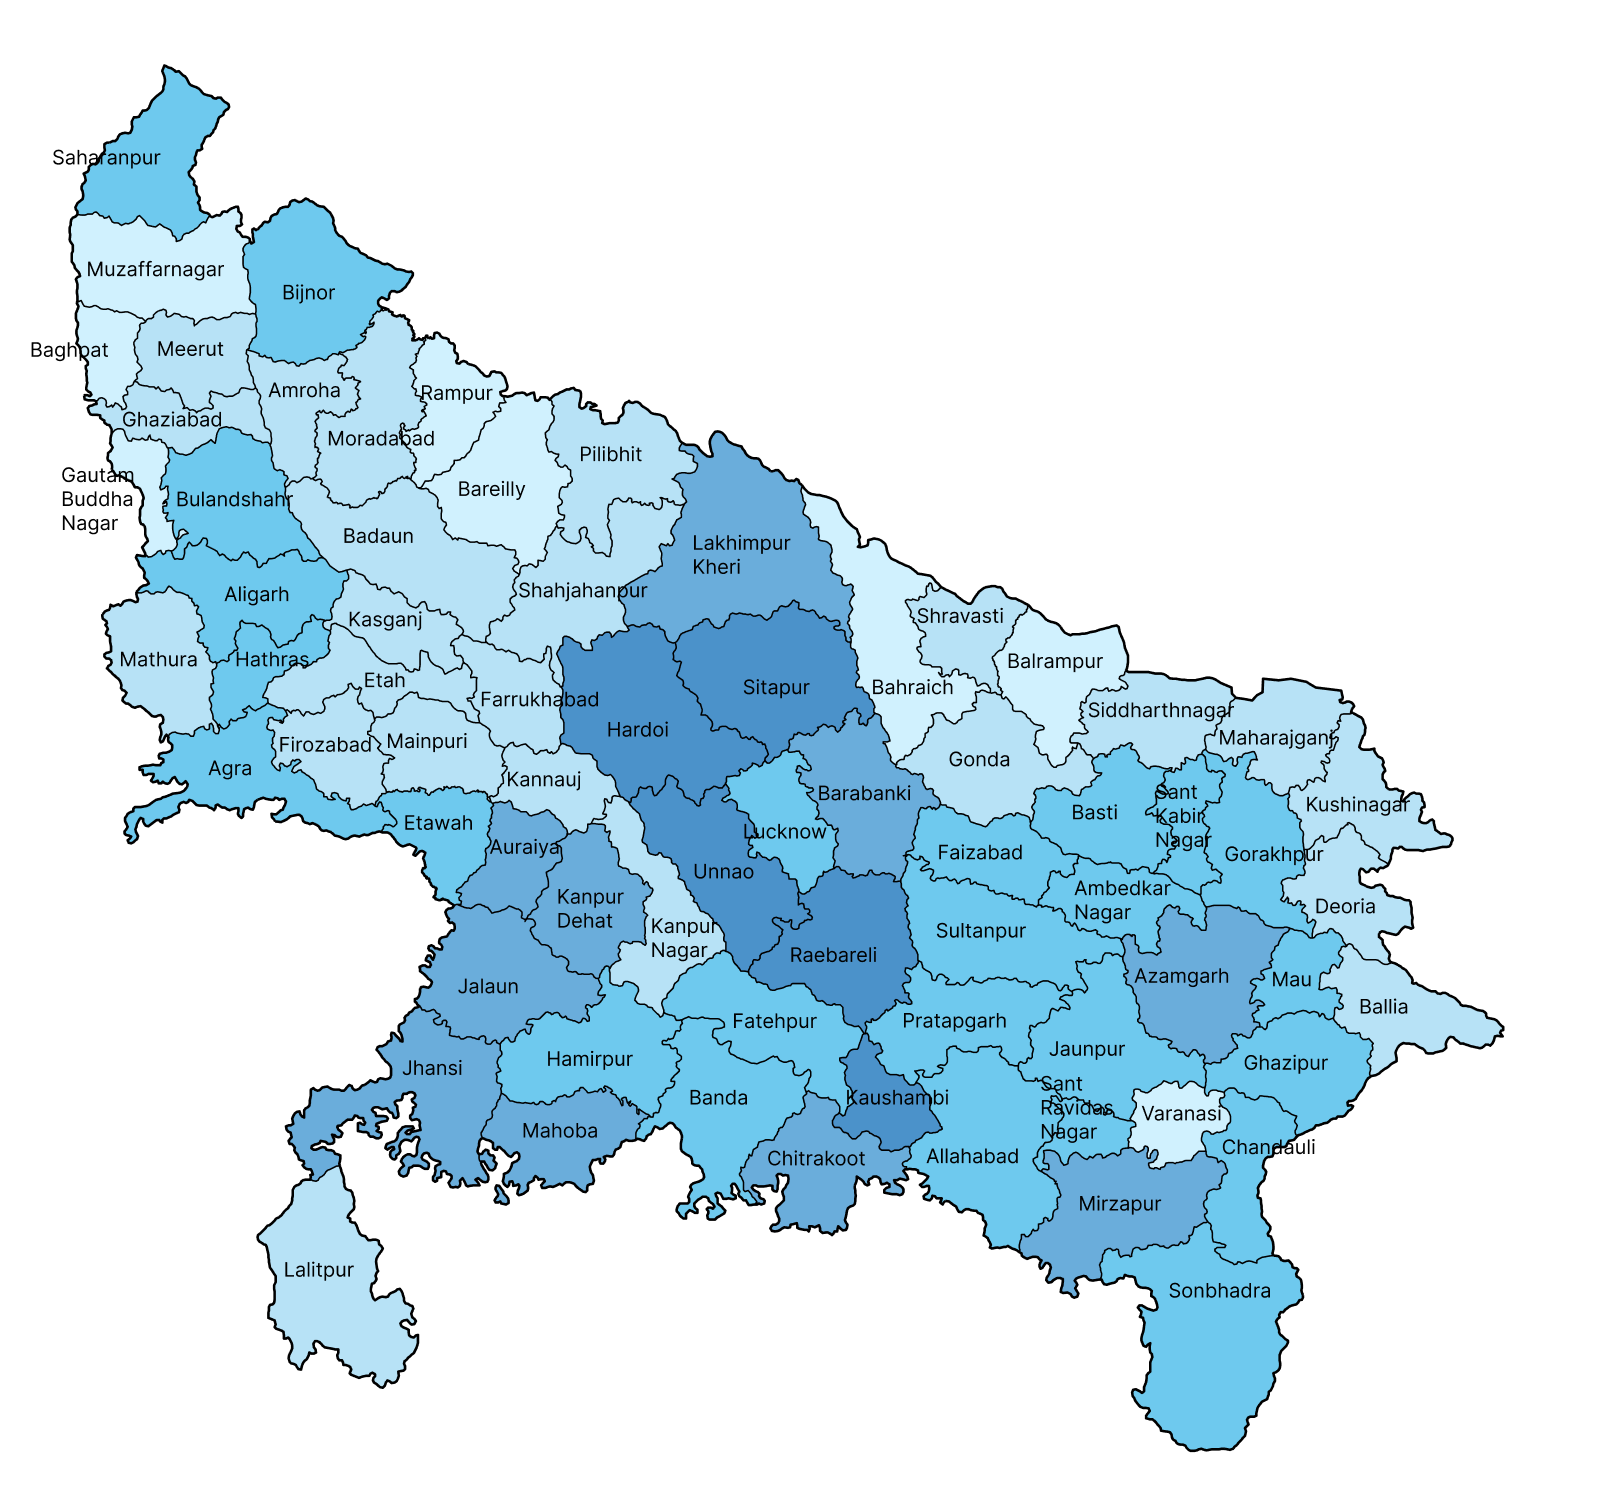 Saharanpur
Muzaffarnagar
Bijnor
Baghpat
Meerut
Amroha
Rampur
Ghaziabad
Moradabad
Pilibhit
Gautam
Buddha
Nagar
Bulandshahr
Bareilly
Badaun
Lakhimpur
Kheri
Aligarh
Shahjahanpur
Kasganj
Shravasti
Mathura
Hathras
Balrampur
Etah
Sitapur
Bahraich
Farrukhabad
Siddharthnagar
Hardoi
Firozabad
Mainpuri
Maharajganj
Agra
Kannauj
Gonda
Barabanki
Sant
Kabir
Nagar
Kushinagar
Basti
Etawah
Lucknow
Auraiya
Faizabad
Gorakhpur
Unnao
Kanpur
Dehat
Ambedkar
Nagar
Deoria
Kanpur
Nagar
Sultanpur
Raebareli
Azamgarh
Mau
Jalaun
Ballia
Fatehpur
Pratapgarh
Jaunpur
Hamirpur
Ghazipur
Jhansi
Sant
Ravidas
Nagar
Banda
Kaushambi
Varanasi
Mahoba
Chandauli
Chitrakoot
Allahabad
Mirzapur
Lalitpur
Sonbhadra